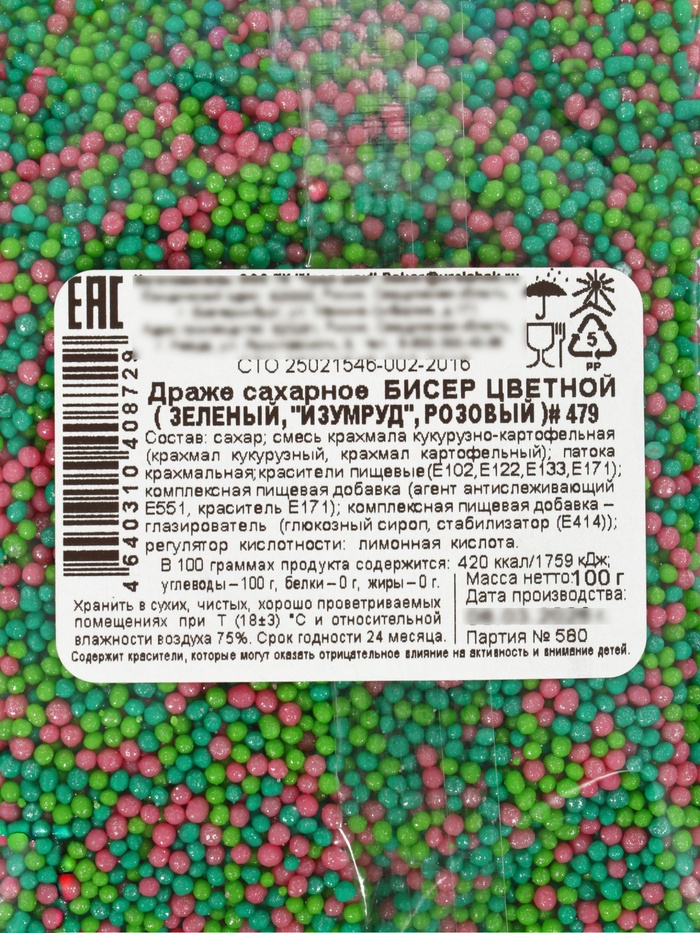 EAC
5
PP
4 640310 408729
СТО 25021546-002-2016
Драже сахарное БИСЕР ЦВЕТНОЙ
( ЗЕЛЕНЫЙ, "ИЗУМРУД", РОЗОВЫЙ )# 479
Состав: сахар; смесь крахмала кукурузно-картофельная
(крахмал кукурузный, крахмал картофельный); патока
крахмальная; красители пищевые (Е102, Е122, Е133, Е171);
комплексная пищевая добавка (агент антислеживающий
Е551, краситель Е171); комплексная пищевая добавка –
глазирователь (глюкозный сироп, стабилизатор (Е414));
регулятор кислотности: лимонная кислота.
В 100 граммах продукта содержится: 420 ккал/1759 кДж;
углеводы – 100 г, белки – 0 г, жиры – 0 г.
Масса нетто: 100 г
Дата производства:
Хранить в сухих, чистых, хорошо проветриваемых
помещениях при Т (18±3) °С и относительной
влажности воздуха 75%. Срок годности 24 месяца.
Партия № 580
Содержит красители, которые могут оказать отрицательное влияние на активность и внимание детей.